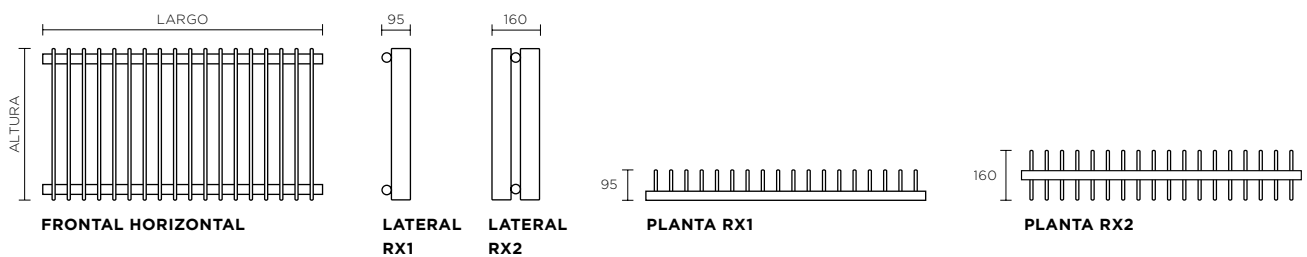 LARGO
95
160
ALTURA
95
160
FRONTAL HORIZONTAL
LATERAL
RX1
LATERAL
RX2
PLANTA RX1
PLANTA RX2